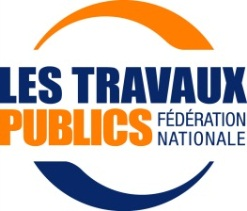 LES TRAVAUX
PUBLICS FÉDÉRATION
NATIONALE